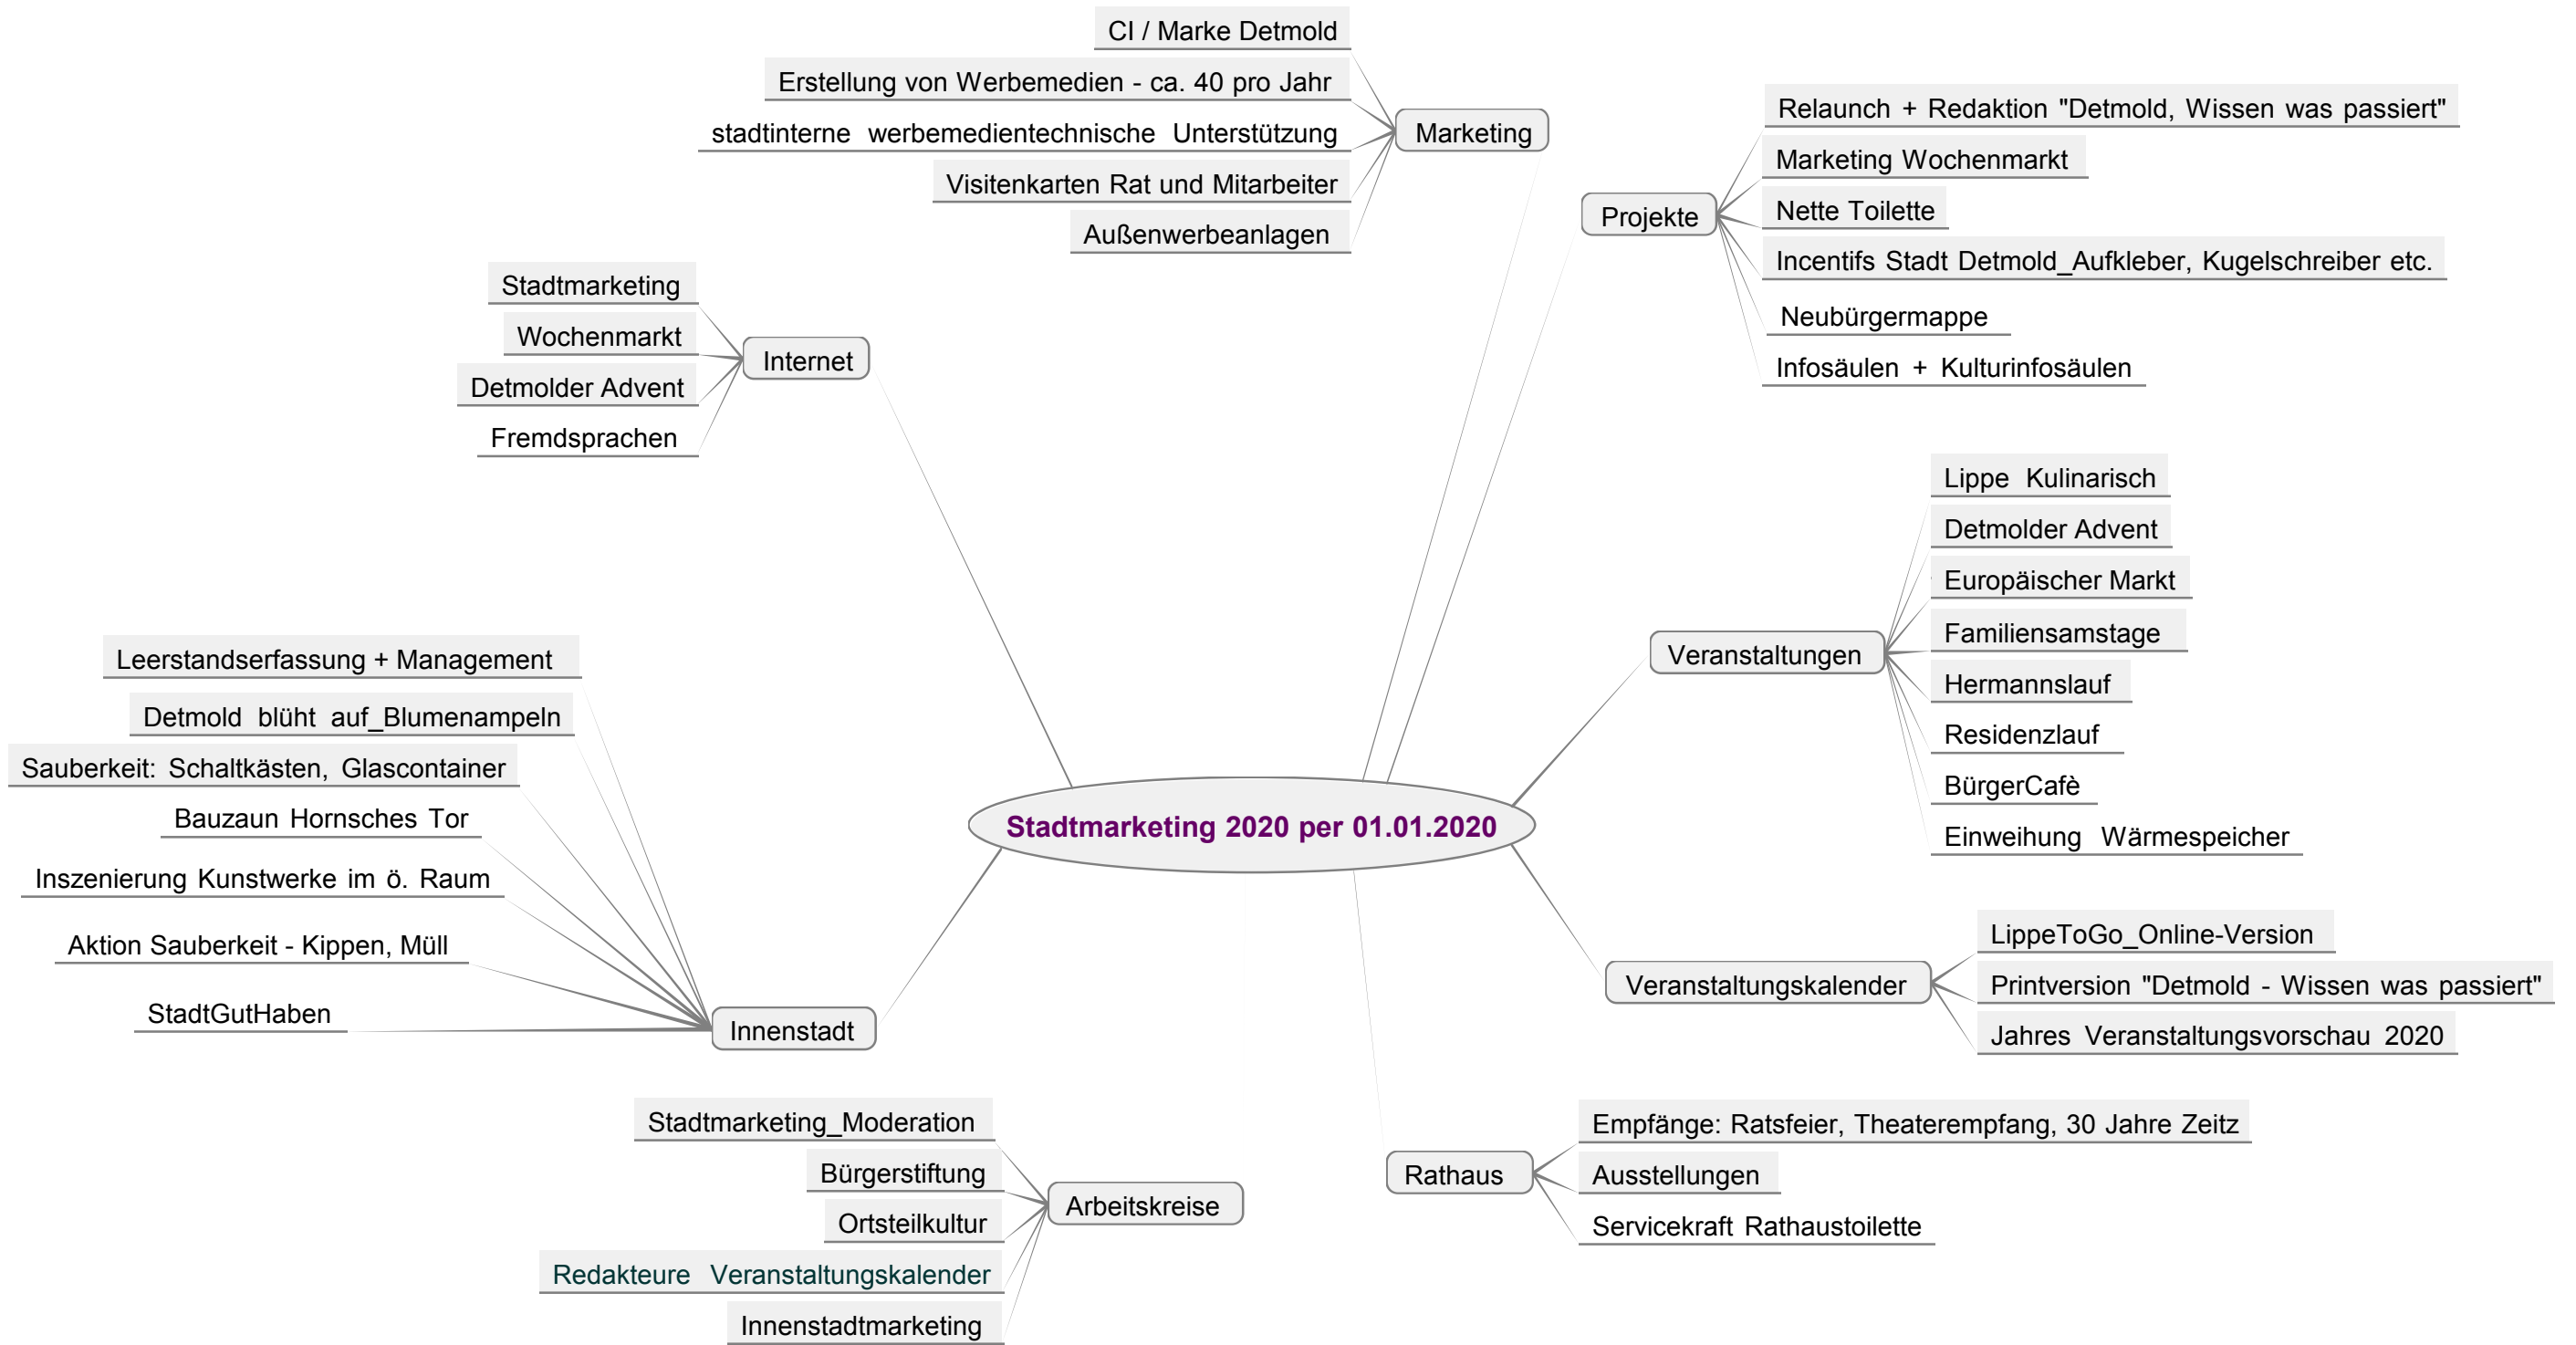 CI / Marke Detmold
Erstellung von Werbemedien - ca. 40 pro Jahr
stadtinterne werbemedientechnische Unterstützung
Visitenkarten Rat und Mitarbeiter
Außenwerbeanlagen
Marketing
Relaunch + Redaktion "Detmold, Wissen was passiert"
Marketing Wochenmarkt
Nette Toilette
Incentifs Stadt Detmold_Aufkleber, Kugelschreiber etc.
Neubürgermappe
Infosäulen + Kulturinfosäulen
Projekte
Stadtmarketing
Wochenmarkt
Detmolder Advent
Fremdsprachen
Internet
Lippe Kulinarisch
Detmolder Advent
Europäischer Markt
Familiensamstage
Hermannslauf
Residenzlauf
BürgerCafè
Einweihung Wärmespeicher
Veranstaltungen
Leerstandserfassung + Management
Detmold blüht auf_Blumenampeln
Sauberkeit: Schaltkästen, Glascontainer
Bauzaun Hornsches Tor
Inszenierung Kunstwerke im ö. Raum
Aktion Sauberkeit - Kippen, Müll
StadtGutHaben
Innenstadt
Stadtmarketing 2020 per 01.01.2020
LippeToGo_Online-Version
Printversion "Detmold - Wissen was passiert"
Jahres Veranstaltungsvorschau 2020
Veranstaltungskalender
Stadtmarketing_Moderation
Bürgerstiftung
Ortsteilkultur
Redakteure Veranstaltungskalender
Innenstadtmarketing
Arbeitskreise
Empfänge: Ratsfeier, Theaterempfang, 30 Jahre Zeitz
Ausstellungen
Servicekraft Rathaustoilette
Rathaus